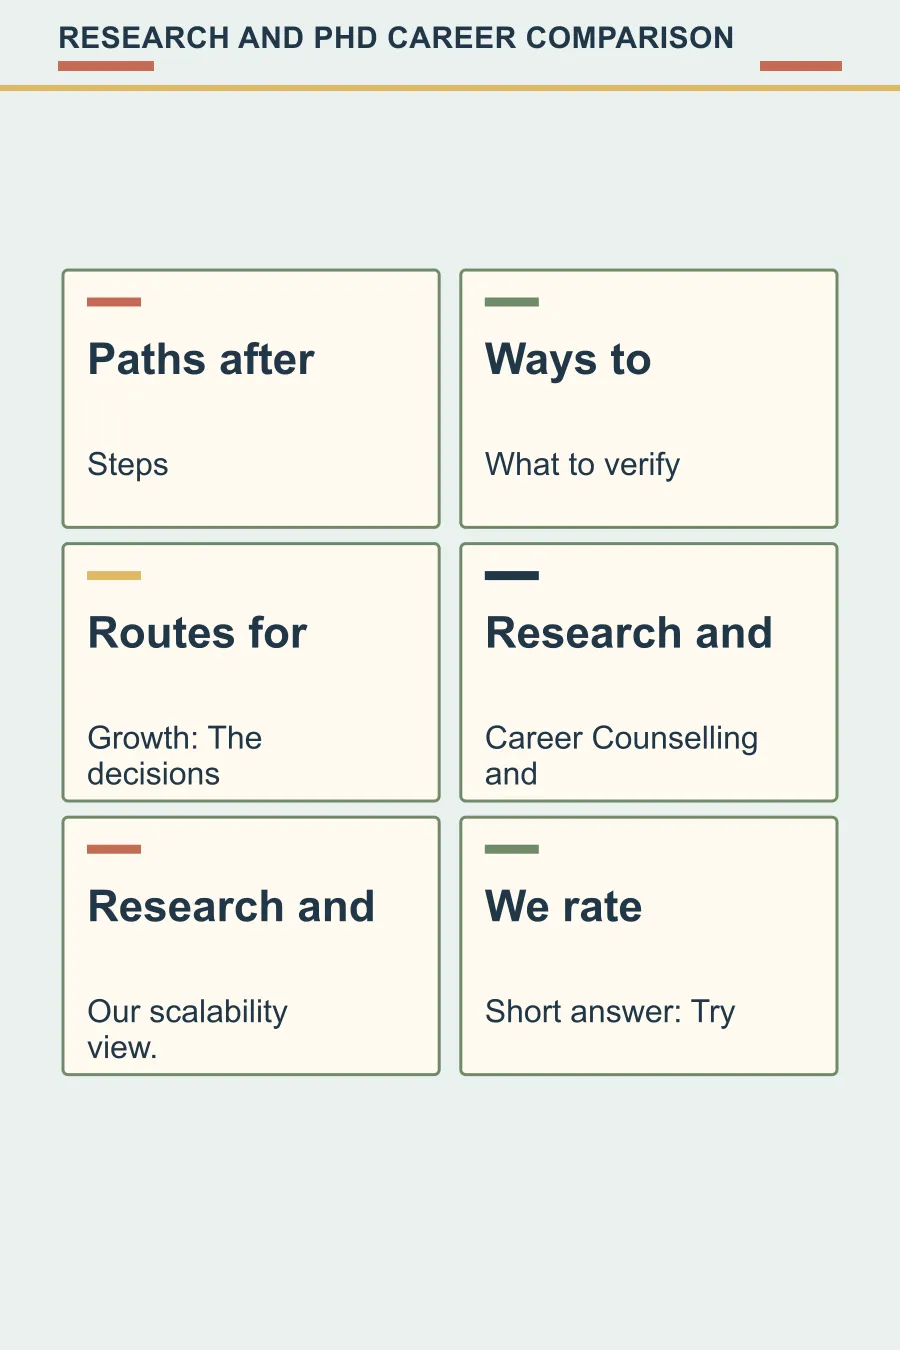 RESEARCH AND PHD CAREER COMPARISON
Paths after
Steps
Ways to
What to verify
Routes for
Growth: The
decisions
Research and
Career Counselling
and
Research and
Our scalability
view.
We rate
Short answer: Try